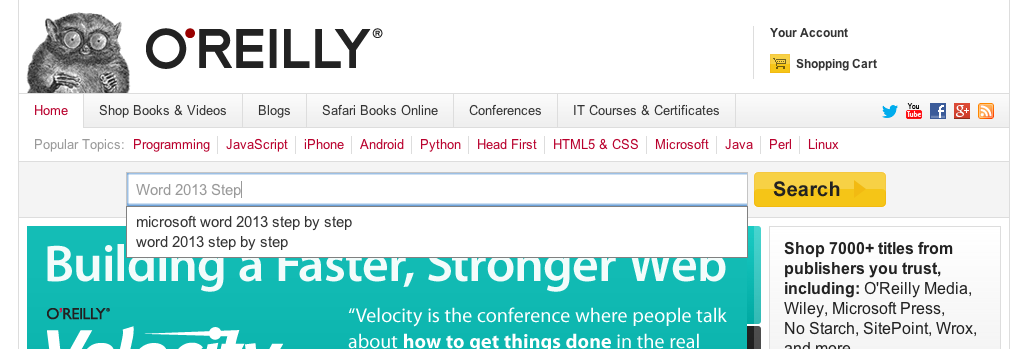 O'REILLY®
Your Account
Shopping Cart
Home Shop Books & Videos Blogs Safari Books Online Conferences IT Courses & Certificates
You Tube f g+
Popular Topics: Programming JavaScript iPhone Android Python Head First HTML5 & CSS Microsoft Java Perl Linux
Word 2013 Step Search
microsoft word 2013 step by step
word 2013 step by step
Building a Faster, Stronger Web
O'REILLY®
Velocity
“Velocity is the conference where people talk
about how to get things done in the real
Shop 7000+ titles from
publishers you trust,
including: O'Reilly Media,
Wiley, Microsoft Press,
No Starch, SitePoint, Wrox,
and more